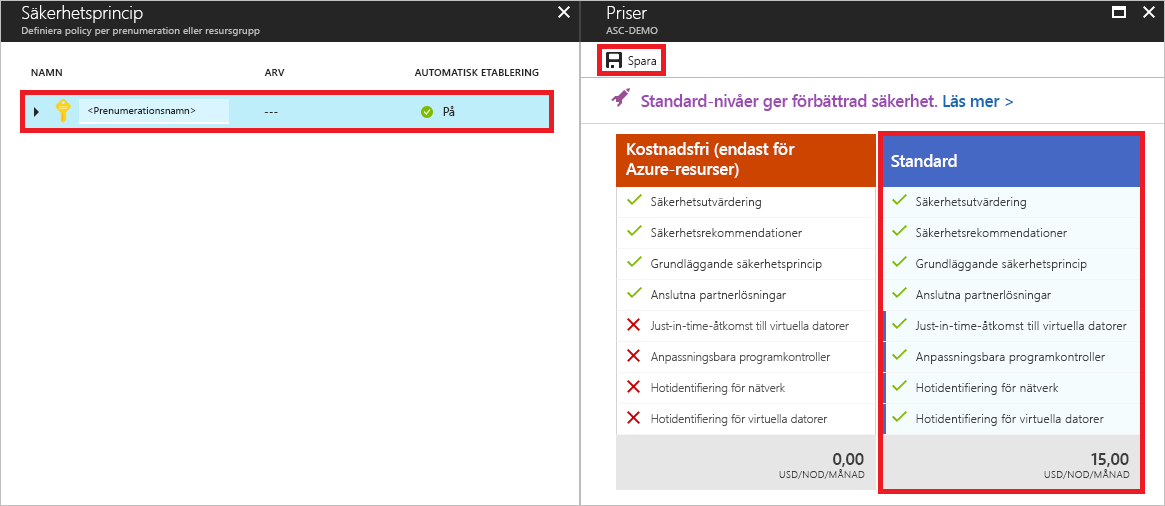 Säkerhetsprincip
Definiera policy per prenumeration eller resursgrupp
NAMN ARV AUTOMATISK ETABLERING
<Prenumerationsnamn> --- På
Priser
ASC-DEMO
Spara
Standard-nivåer ger förbättrad säkerhet. Läs mer >
Kostnadsfri (endast för
Azure-resurser)
Säkerhetsutvärdering
Säkerhetsrekommendationer
Grundläggande säkerhetsprincip
Anslutna partnerlösningar
Just-in-time-åtkomst till virtuella datorer
Anpassningsbara programkontroller
Hotidentifiering för nätverk
Hotidentifiering för virtuella datorer
0,00
USD/NOD/MÅNAD
Standard
Säkerhetsutvärdering
Säkerhetsrekommendationer
Grundläggande säkerhetsprincip
Anslutna partnerlösningar
Just-in-time-åtkomst till virtuella datorer
Anpassningsbara programkontroller
Hotidentifiering för nätverk
Hotidentifiering för virtuella datorer
15,00
USD/NOD/MÅNAD